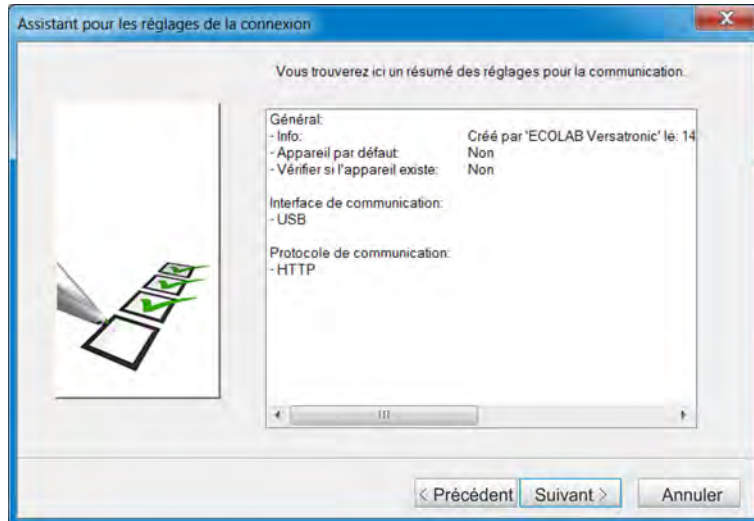 Assistant pour les réglages de la connexion
Vous trouverez ici un résumé des réglages pour la communication.
Général:
- Info: Créé par 'ECOLAB Versatronic' le: 14
- Appareil par défaut: Non
- Vérifier si l'appareil existe: Non
Interface de communication:
- USB
Protocole de communication:
- HTTP
< Précédent Suivant > Annuler